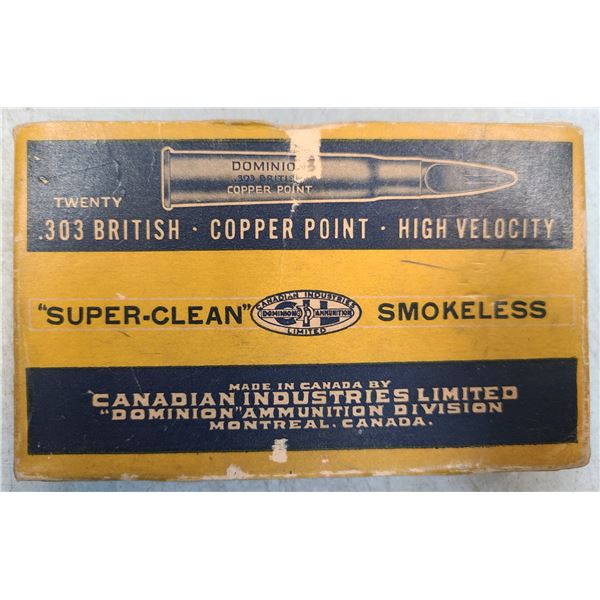 DOMINION
.303 BRITISH
COPPER POINT
TWENTY
.303 BRITISH · COPPER POINT · HIGH VELOCITY
"SUPER-CLEAN" SMOKELESS
CANADIAN INDUSTRIES
CIL
DOMINION AMMUNITION
LIMITED
MADE IN CANADA BY
CANADIAN INDUSTRIES LIMITED
"DOMINION" AMMUNITION DIVISION
MONTREAL. CANADA.